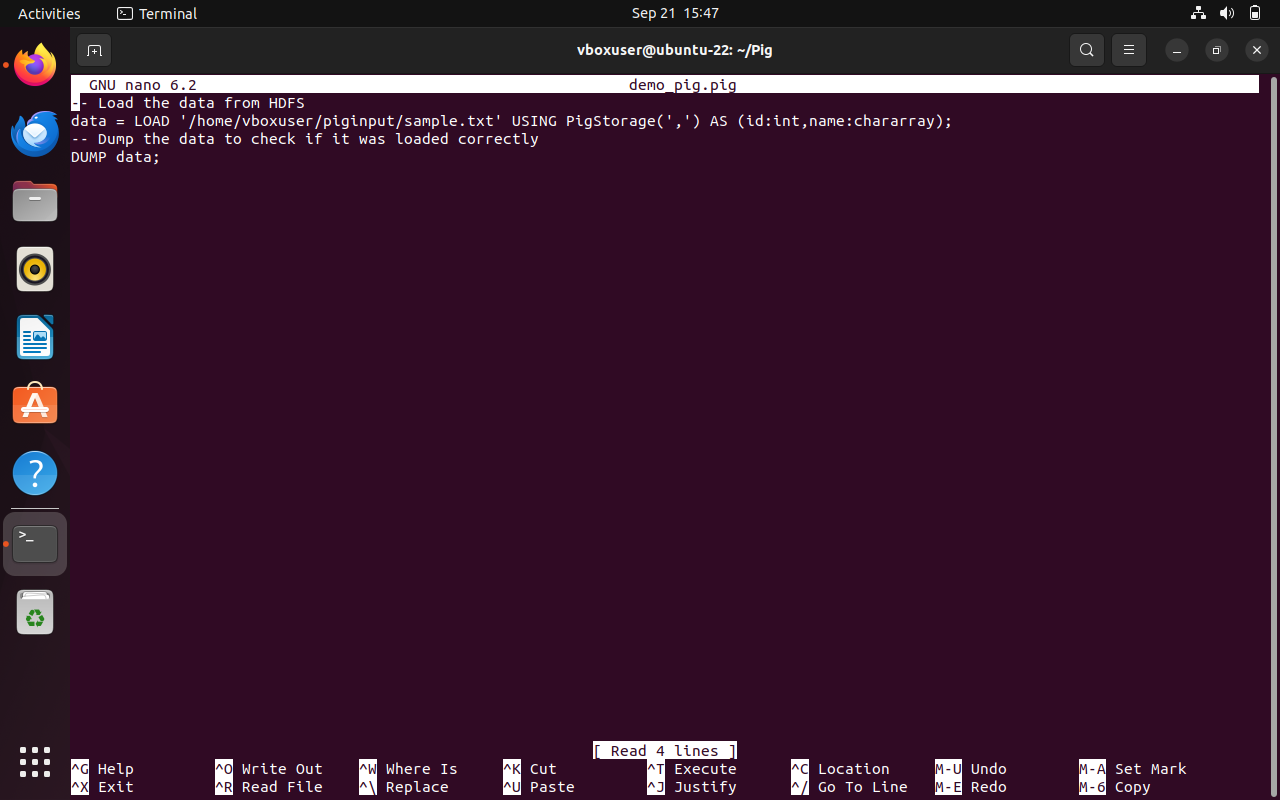 Activities Terminal Sep 21 15:47
vboxuser@ubuntu-22: ~/Pig
GNU nano 6.2 demo_pig.pig
-- Load the data from HDFS
data = LOAD '/home/vboxuser/piginput/sample.txt' USING PigStorage(',') AS (id:int,name:chararray);
-- Dump the data to check if it was loaded correctly
DUMP data;
[ Read 4 lines ]
^G Help ^O Write Out ^W Where Is ^K Cut ^T Execute ^C Location M-U Undo M-A Set Mark
^X Exit ^R Read File ^\ Replace ^U Paste ^J Justify ^/ Go To Line M-E Redo M-6 Copy